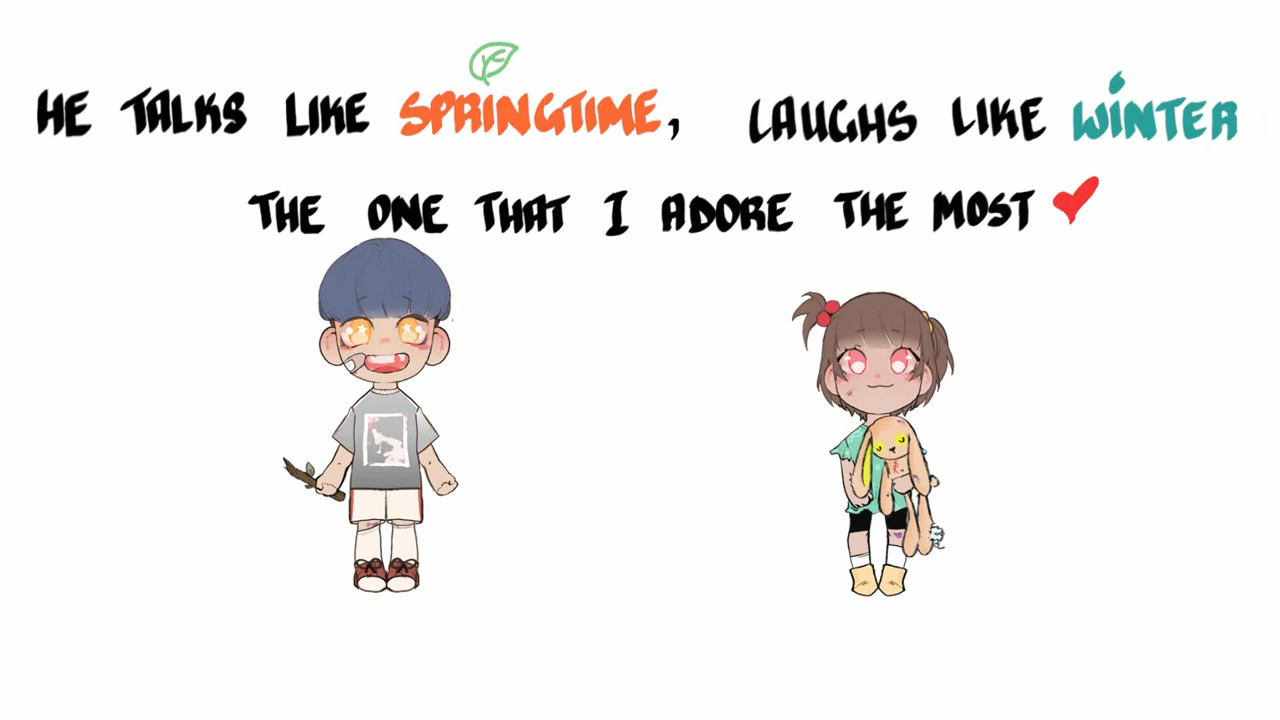 HE TALKS LIKE SPRINGTIME, LAUGHS LIKE WINTER
THE ONE THAT I ADORE THE MOST